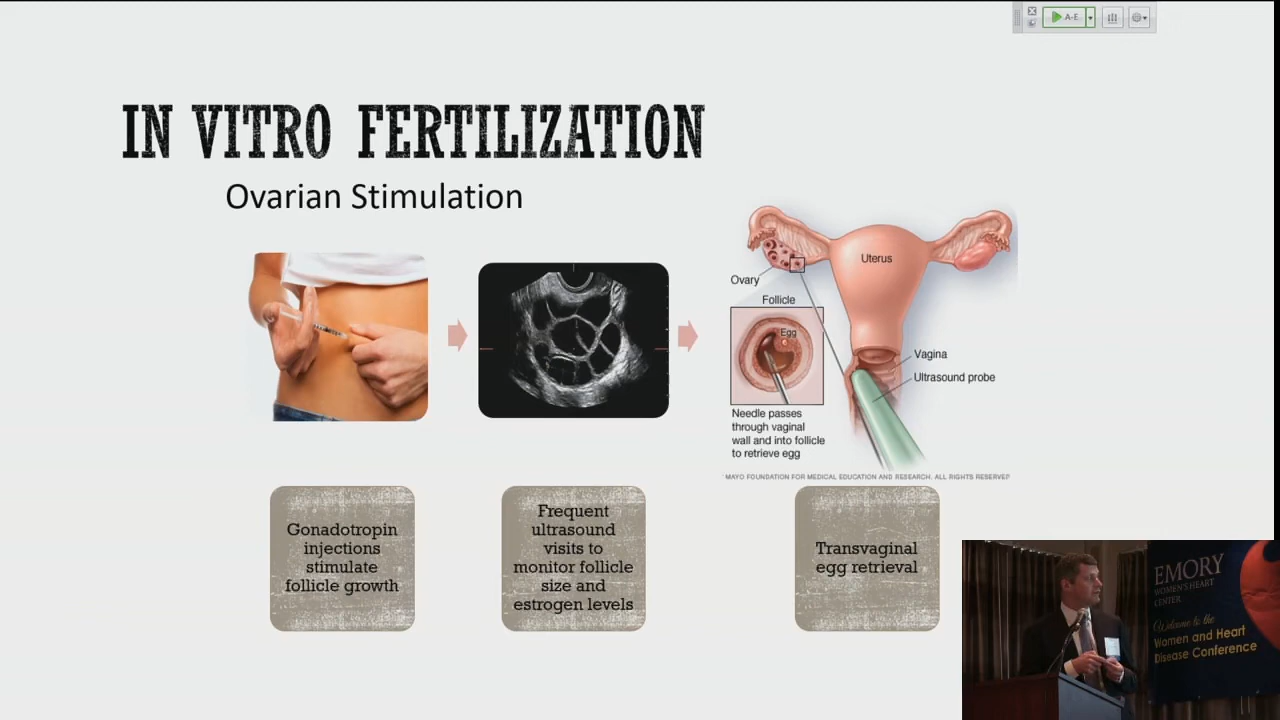 A-E
IN VITRO FERTILIZATION
Ovarian Stimulation
Uterus
Ovary
Follicle
Egg
Vagina
Ultrasound probe
Needle passes
through vaginal
wall and into follicle
to retrieve egg
MAYO FOUNDATION FOR MEDICAL EDUCATION AND RESEARCH. ALL RIGHTS RESERVED
Gonadotropin
injections
stimulate
follicle growth
Frequent
ultrasound
visits to
monitor follicle
size and
estrogen levels
Transvaginal
egg retrieval
EMORY
WOMEN'S HEART
CENTER
Welcome to the
Women and Heart
Disease Conference